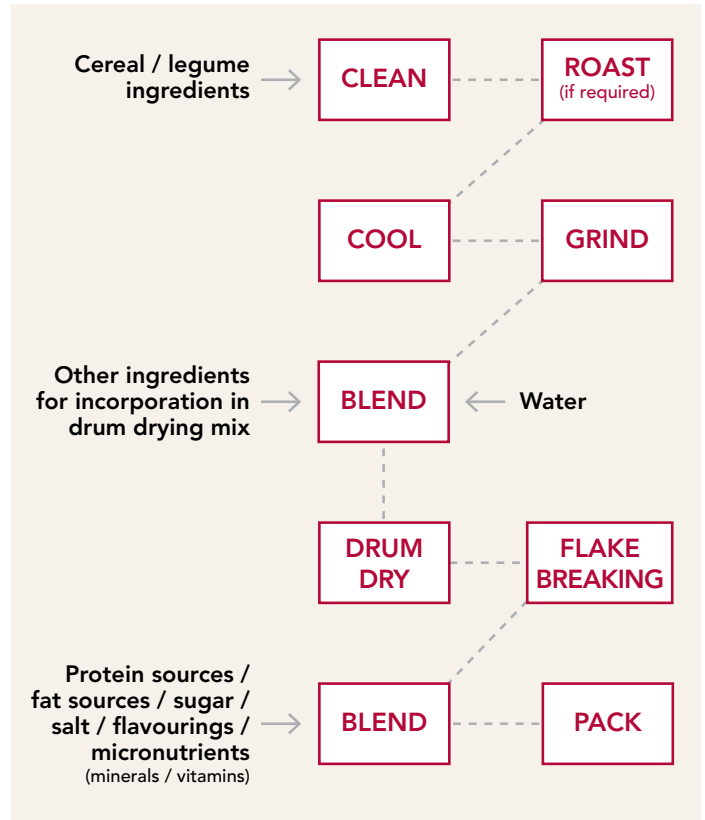 Cereal / legume
ingredients
CLEAN
ROAST
(if required)
COOL
GRIND
Other ingredients
for incorporation in
drum drying mix
BLEND
Water
DRUM
DRY
FLAKE
BREAKING
Protein sources /
fat sources / sugar /
salt / flavourings /
micronutrients
(minerals / vitamins)
BLEND
PACK